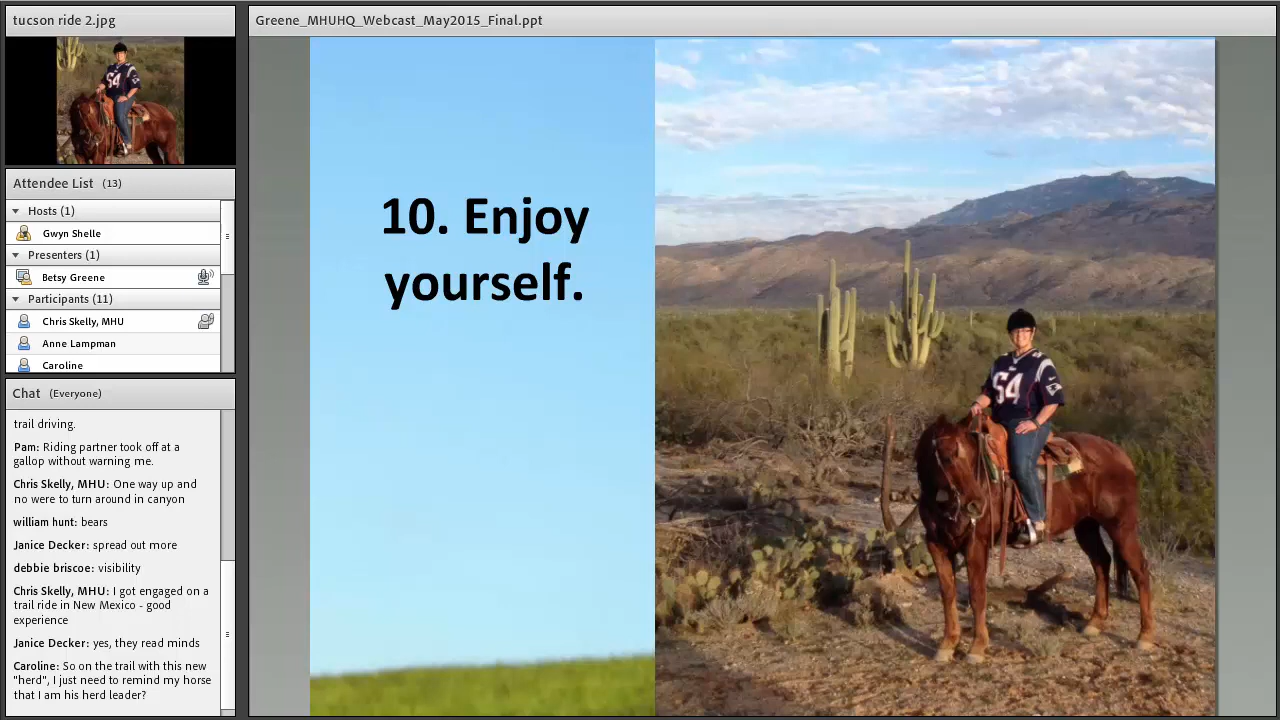 tucson ride 2.jpg
Attendee List (13)
Hosts (1)
Gwyn Shelle
Presenters (1)
Betsy Greene
Participants (11)
Chris Skelly, MHU
Anne Lampman
Caroline
Chat (Everyone)
trail driving.
Pam: Riding partner took off at a
gallop without warning me.
Chris Skelly, MHU: One way up and
no were to turn around in canyon
william hunt: bears
Janice Decker: spread out more
debbie briscoe: visibility
Chris Skelly, MHU: I got engaged on a
trail ride in New Mexico - good
experience
Janice Decker: yes, they read minds
Caroline: So on the trail with this new
"herd", I just need to remind my horse
that I am his herd leader?
Greene_MHUHQ_Webcast_May2015_Final.ppt
10. Enjoy
yourself.
54